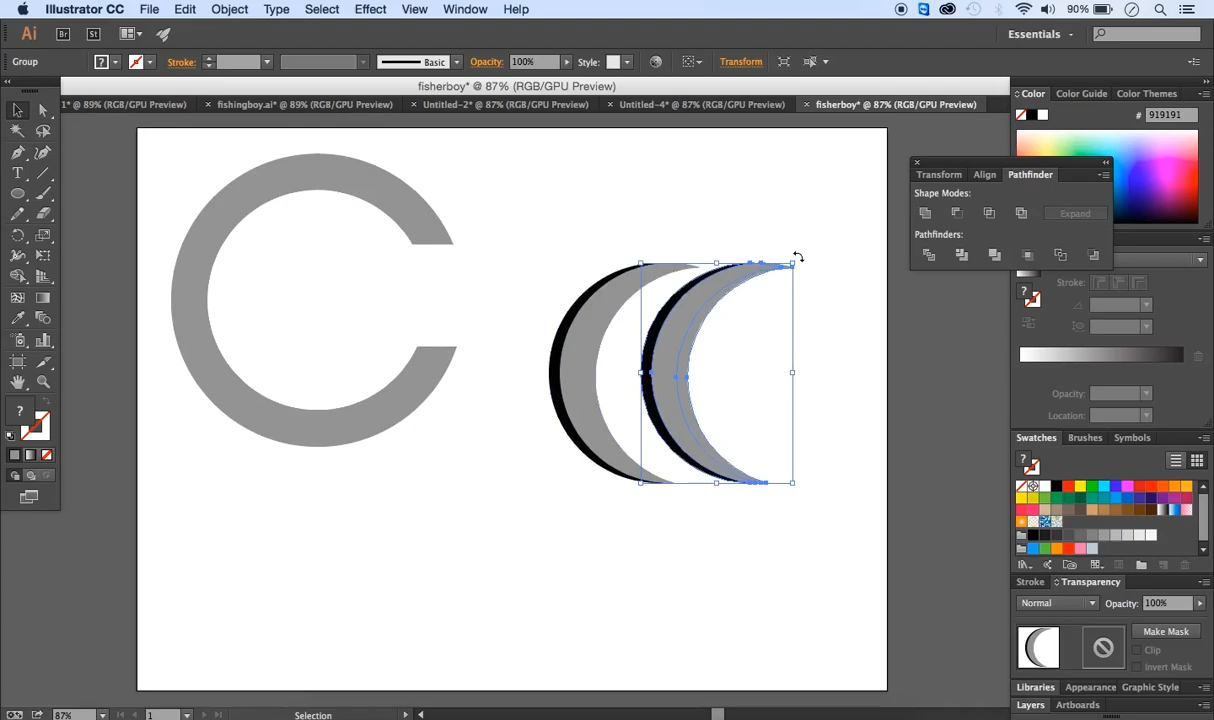 Illustrator CC File Edit Object Type Select Effect View Window Help 90%
Ai Br St Essentials
Group ? Stroke: Basic Opacity: 100% Style: Transform
fisherboy* @ 87% (RGB/GPU Preview)
1* @ 89% (RGB/GPU Preview) × fishingboy.ai* @ 89% (RGB/GPU Preview) × Untitled-2* @ 87% (RGB/GPU Preview) × Untitled-4* @ 87% (RGB/GPU Preview) × fisherboy* @ 87% (RGB/GPU Preview)
Color Color Guide Color Themes
# 919191
Transform Align Pathfinder
Shape Modes:
Expand
Pathfinders:
Stroke:
?
Opacity:
Location:
?
Swatches Brushes Symbols
?
Stroke Transparency
Normal Opacity: 100%
Make Mask
Clip
Invert Mask
Libraries Appearance Graphic Style
Layers Artboards
87% 1 Selection